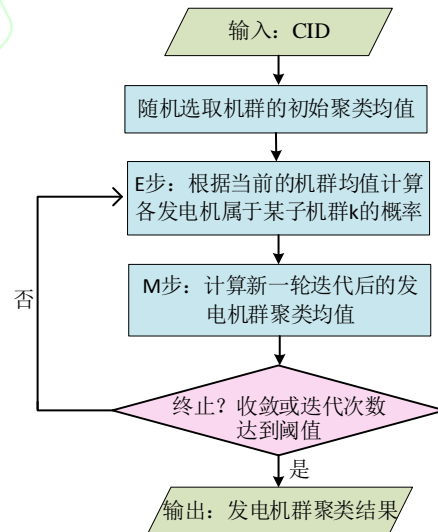 输入：CID
随机选取机群的初始聚类均值
E步：根据当前的机群均值计算
各发电机属于某子机群k的概率
M步：计算新一轮迭代后的发
电机群聚类均值
否
终止？收敛或迭代次数
达到阈值
是
输出：发电机群聚类结果